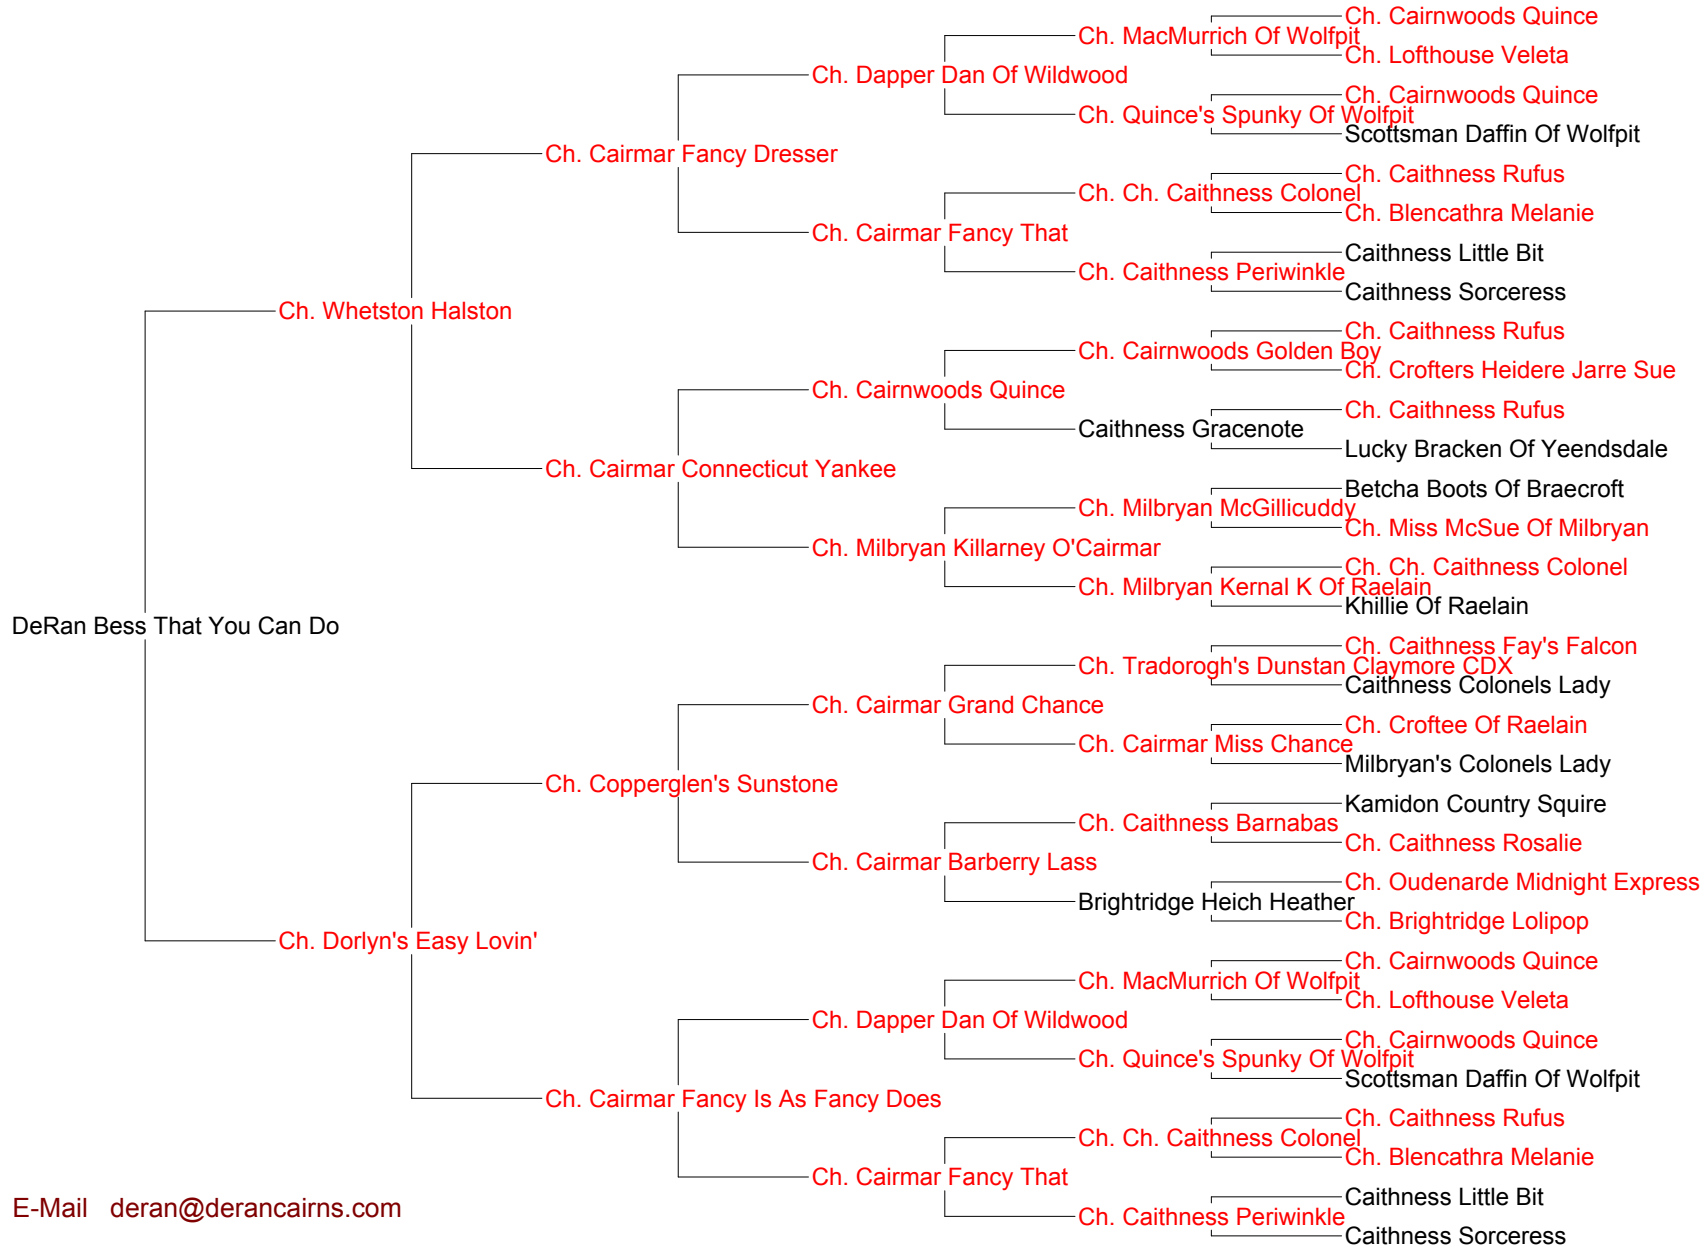 Ch. Cairnwoods Quince
Ch. MacMurrich Of Wolfpit
Ch. Lofthouse Veleta
Ch. Dapper Dan Of Wildwood
Ch. Cairnwoods Quince
Ch. Quince's Spunky Of Wolfpit
Scottsman Daffin Of Wolfpit
Ch. Cairmar Fancy Dresser
Ch. Caithness Rufus
Ch. Ch. Caithness Colonel
Ch. Blencathra Melanie
Ch. Cairmar Fancy That
Caithness Little Bit
Ch. Caithness Periwinkle
Caithness Sorceress
Ch. Whetston Halston
Ch. Caithness Rufus
Ch. Cairnwoods Golden Boy
Ch. Crofters Heidere Jarre Sue
Ch. Cairnwoods Quince
Ch. Caithness Rufus
Caithness Gracenote
Lucky Bracken Of Yeendsdale
Ch. Cairmar Connecticut Yankee
Betcha Boots Of Braecroft
Ch. Milbryan McGillicuddy
Ch. Miss McSue Of Milbryan
Ch. Milbryan Killarney O'Cairmar
Ch. Ch. Caithness Colonel
Ch. Milbryan Kernal K Of Raelain
Khillie Of Raelain
DeRan Bess That You Can Do
Ch. Caithness Fay's Falcon
Ch. Tradorogh's Dunstan Claymore CDX
Caithness Colonels Lady
Ch. Cairmar Grand Chance
Ch. Croftee Of Raelain
Ch. Cairmar Miss Chance
Milbryan's Colonels Lady
Ch. Copperglen's Sunstone
Kamidon Country Squire
Ch. Caithness Barnabas
Ch. Caithness Rosalie
Ch. Cairmar Barberry Lass
Ch. Oudenarde Midnight Express
Brightridge Heich Heather
Ch. Brightridge Lolipop
Ch. Dorlyn's Easy Lovin'
Ch. Cairnwoods Quince
Ch. MacMurrich Of Wolfpit
Ch. Lofthouse Veleta
Ch. Dapper Dan Of Wildwood
Ch. Cairnwoods Quince
Ch. Quince's Spunky Of Wolfpit
Scottsman Daffin Of Wolfpit
Ch. Cairmar Fancy Is As Fancy Does
Ch. Caithness Rufus
Ch. Ch. Caithness Colonel
Ch. Blencathra Melanie
Ch. Cairmar Fancy That
Caithness Little Bit
Ch. Caithness Periwinkle
Caithness Sorceress
E-Mail deran@derancairns.com